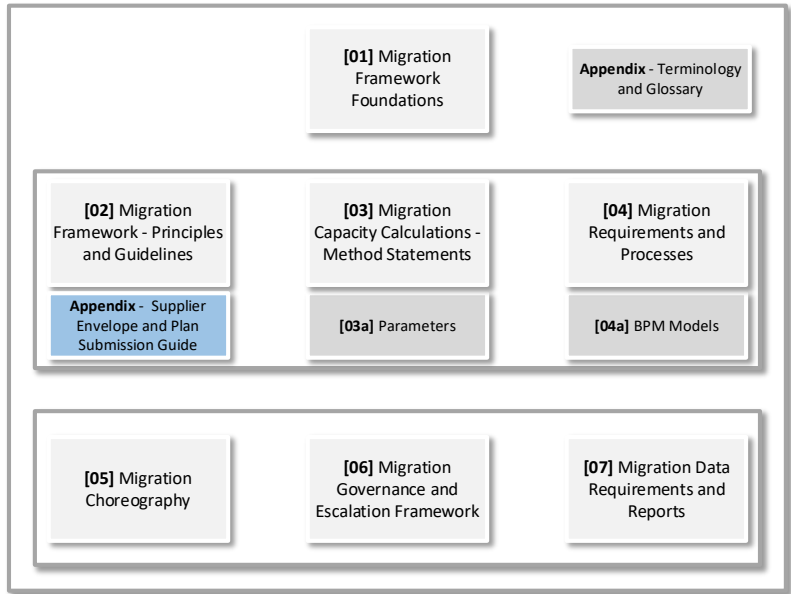 [01] Migration
Framework
Foundations
Appendix - Terminology
and Glossary
[02] Migration
Framework - Principles
and Guidelines
[03] Migration
Capacity Calculations -
Method Statements
[04] Migration
Requirements and
Processes
Appendix - Supplier
Envelope and Plan
Submission Guide
[03a] Parameters
[04a] BPM Models
[05] Migration
Choreography
[06] Migration
Governance and
Escalation Framework
[07] Migration Data
Requirements and
Reports